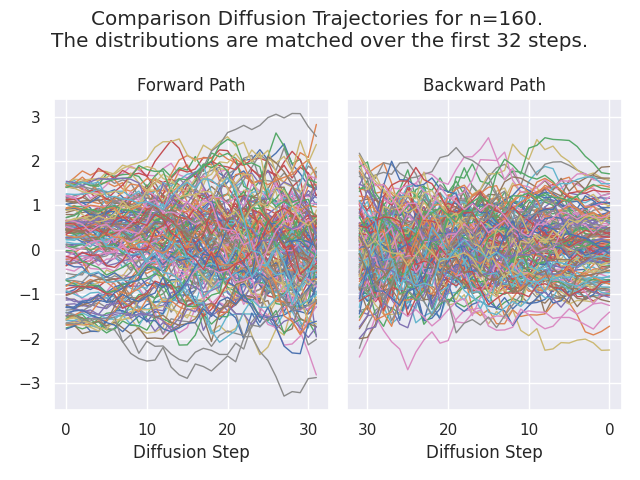 Comparison Diffusion Trajectories for n=160.
The distributions are matched over the first 32 steps.
Forward Path
Backward Path
3
2
1
0
−1
−2
−3
0
10
20
30
30
20
10
0
Diffusion Step
Diffusion Step